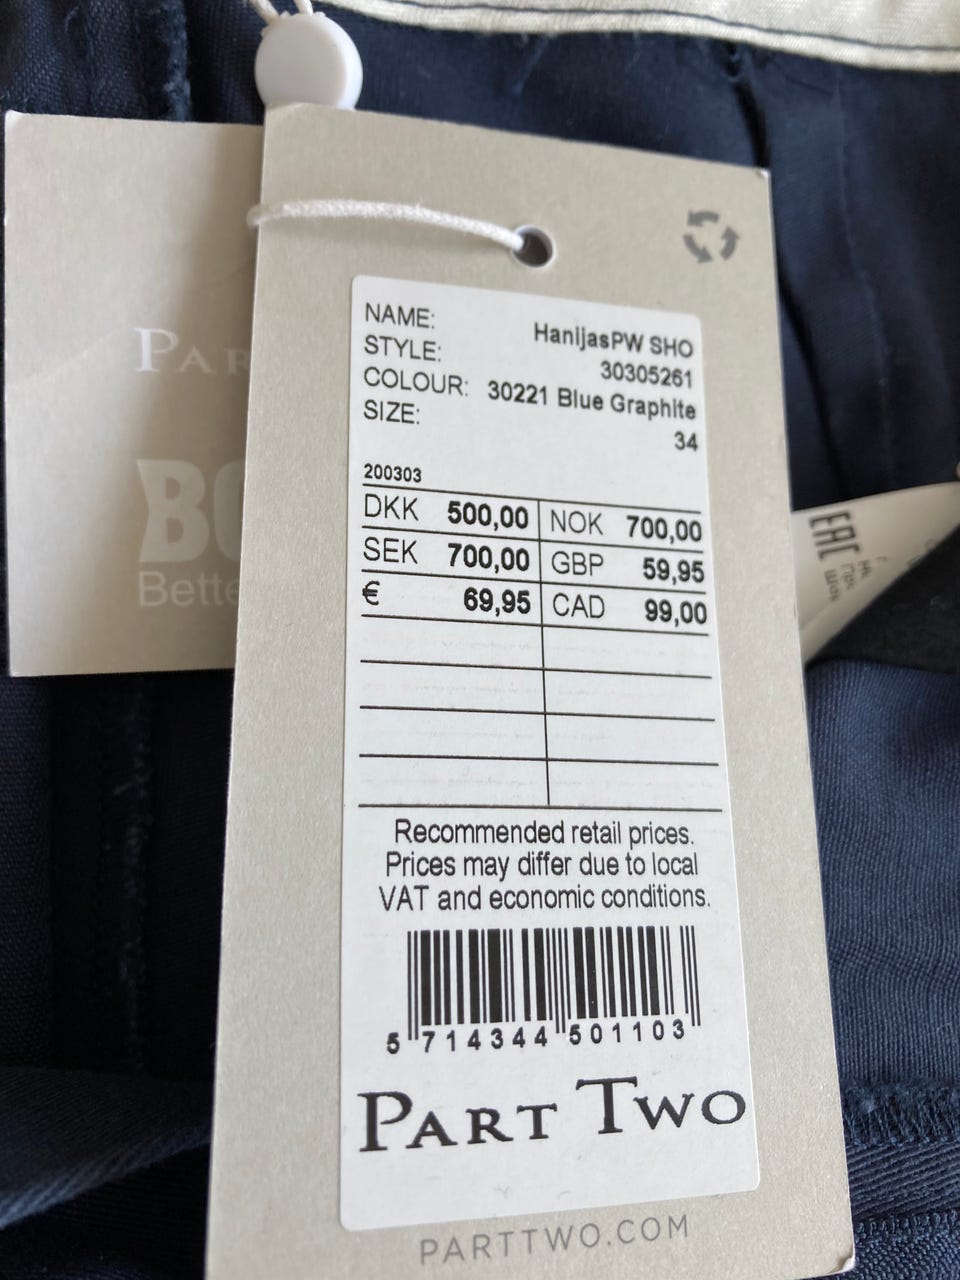 NAME: HanijasPW SHO
STYLE: 30305261
COLOUR: 30221 Blue Graphite
SIZE: 34
200303
DKK 500,00 NOK 700,00
SEK 700,00 GBP 59,95
€ 69,95 CAD 99,00
Recommended retail prices.
Prices may differ due to local
VAT and economic conditions.
5 714344 501103
PART TWO
PARTTWO.COM
PAR
BC
Bette
EAC